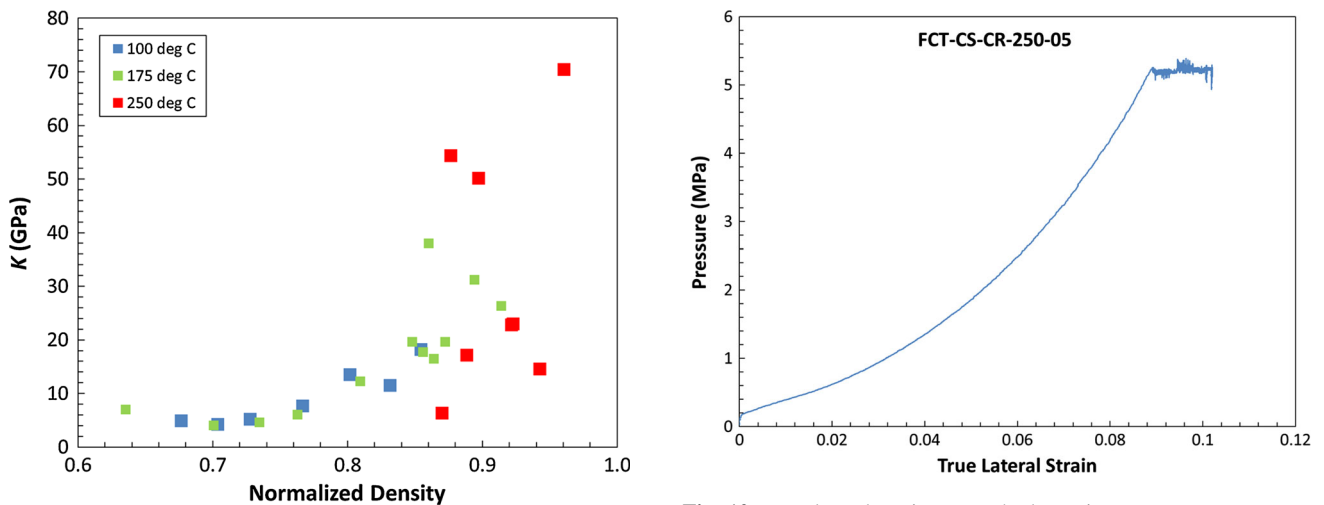 80
70
60
50
40
30
20
10
0
K (GPa)
100 deg C
175 deg C
250 deg C
0.6 0.7 0.8 0.9 1.0
Normalized Density
6
5
4
3
2
1
0
Pressure (MPa)
FCT-CS-CR-250-05
0 0.02 0.04 0.06 0.08 0.1 0.12
True Lateral Strain